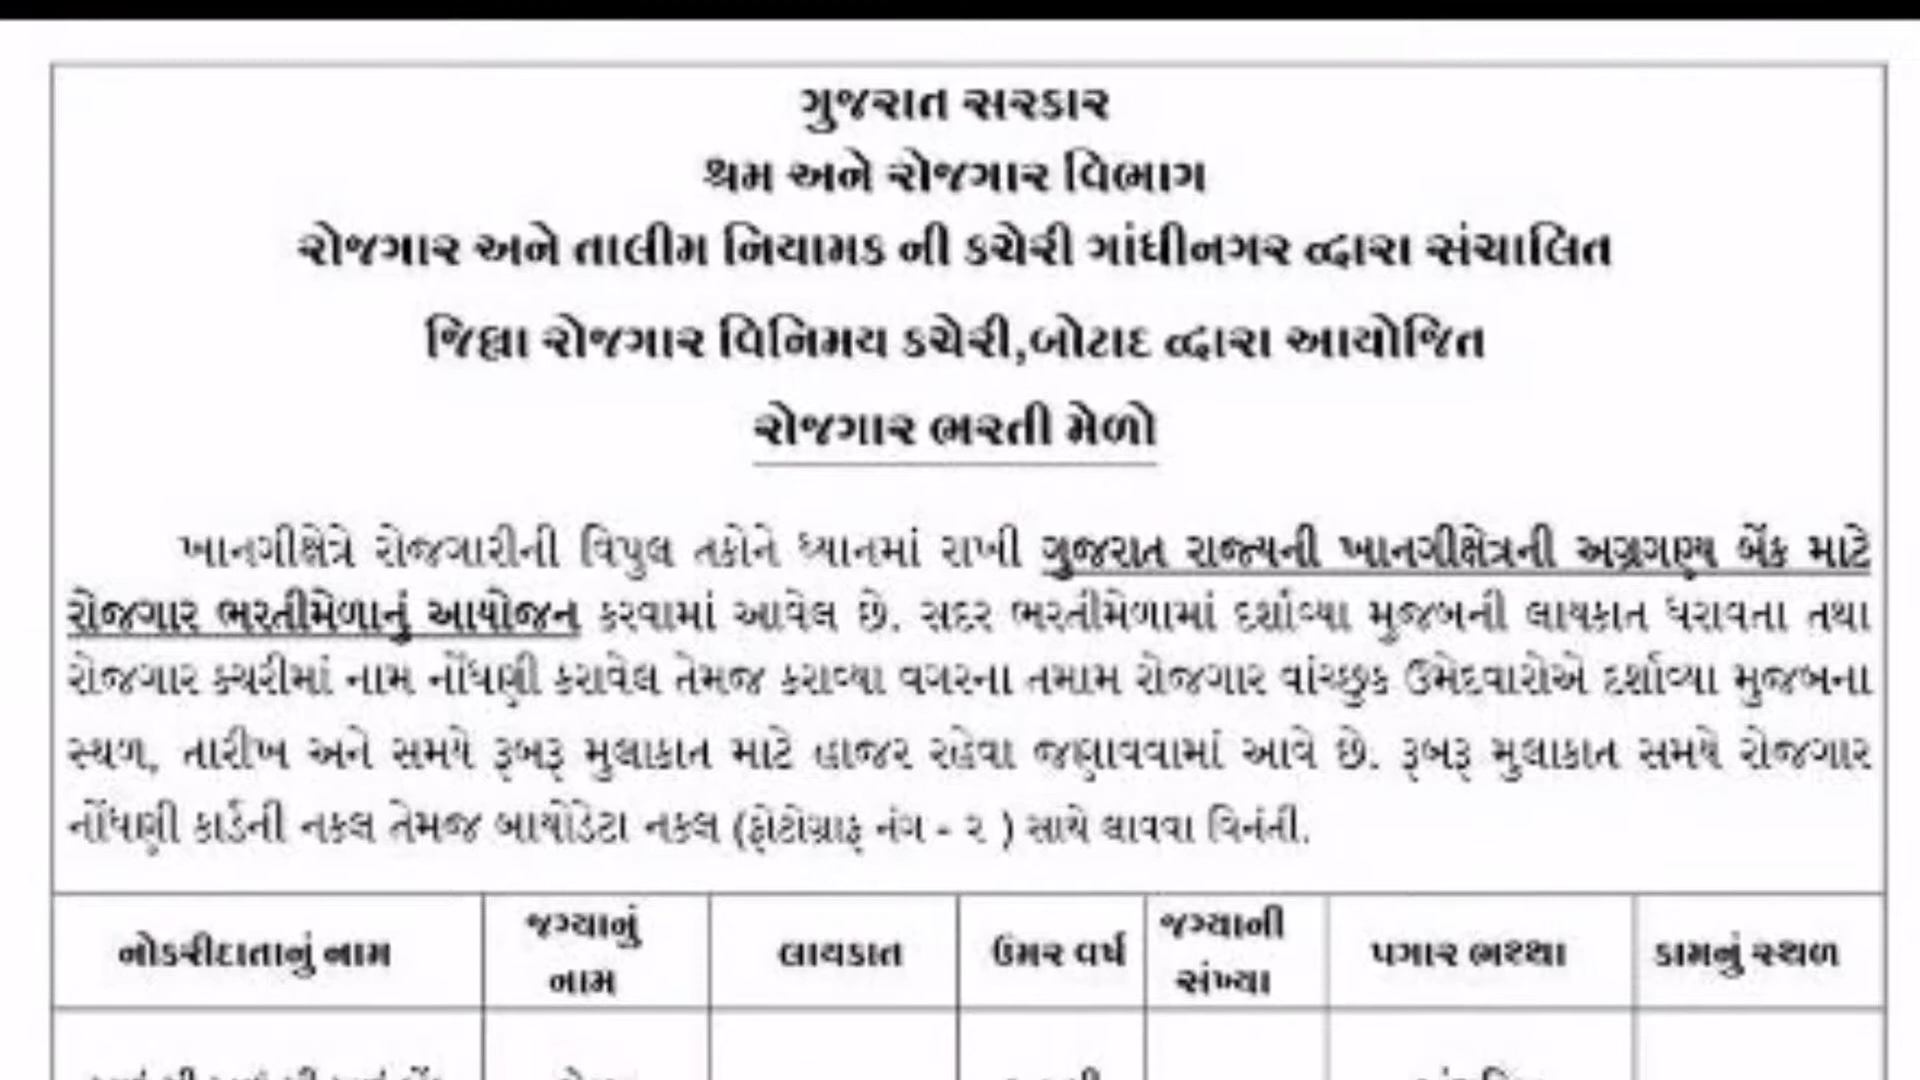 ગુજરાત સરકાર
શ્રમ અને રોજગાર વિભાગ
રોજગાર અને તાલીમ નિયામક ની કચેરી ગાંધીનગર દ્વારા સંચાલિત
જિલ્લા રોજગાર વિનિમય કચેરી,બોટાદ દ્વારા આયોજિત
રોજગાર ભરતી મેળો
ખાનગીક્ષેત્રે રોજગારીની વિપુલ તકોને ધ્યાનમાં રાખી ગુજરાત રાજ્યની ખાનગીક્ષેત્રની અગ્રગણ્ય બેંક માટે
રોજગાર ભરતીમેળાનું આયોજન કરવામાં આવેલ છે. સદર ભરતીમેળામાં દર્શાવ્યા મુજબની લાયકાત ધરાવતા તથા
રોજગાર ક્ચરીમાં નામ નોંધણી કરાવેલ તેમજ કરાવ્યા વગરના તમામ રોજગાર વાંચ્છુક ઉમેદવારોએ દર્શાવ્યા મુજબના
સ્થળ, તારીખ અને સમયે રૂબરૂ મુલાકાત માટે હાજર રહેવા જણાવવામાં આવે છે. રૂબરૂ મુલાકાત સમયે રોજગાર
નોંધણી કાર્ડની નકલ તેમજ બાયોડેટા નકલ (ફોટોગ્રાફ નંગ - ૨ ) સાથે લાવવા વિનંતી.
નોકરીદાતાનું નામ જગ્યાનું નામ લાયકાત ઉંમર વર્ષ જગ્યાની સંખ્યા પગાર ભથ્થા કામનું સ્થળ